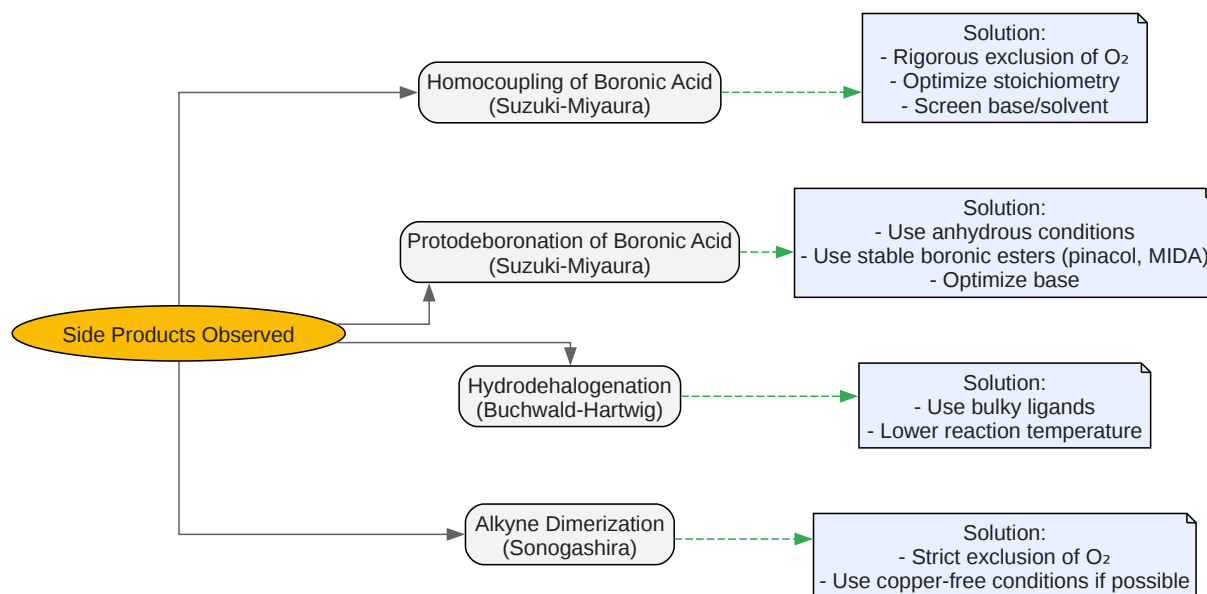 Side Products Observed
Homocoupling of Boronic Acid
(Suzuki-Miyaura)
Solution:
- Rigorous exclusion of O₂
- Optimize stoichiometry
- Screen base/solvent
Protodeboronation of Boronic Acid
(Suzuki-Miyaura)
Solution:
- Use anhydrous conditions
- Use stable boronic esters (pinacol, MIDA)
- Optimize base
Hydrodehalogenation
(Buchwald-Hartwig)
Solution:
- Use bulky ligands
- Lower reaction temperature
Alkyne Dimerization
(Sonogashira)
Solution:
- Strict exclusion of O₂
- Use copper-free conditions if possible